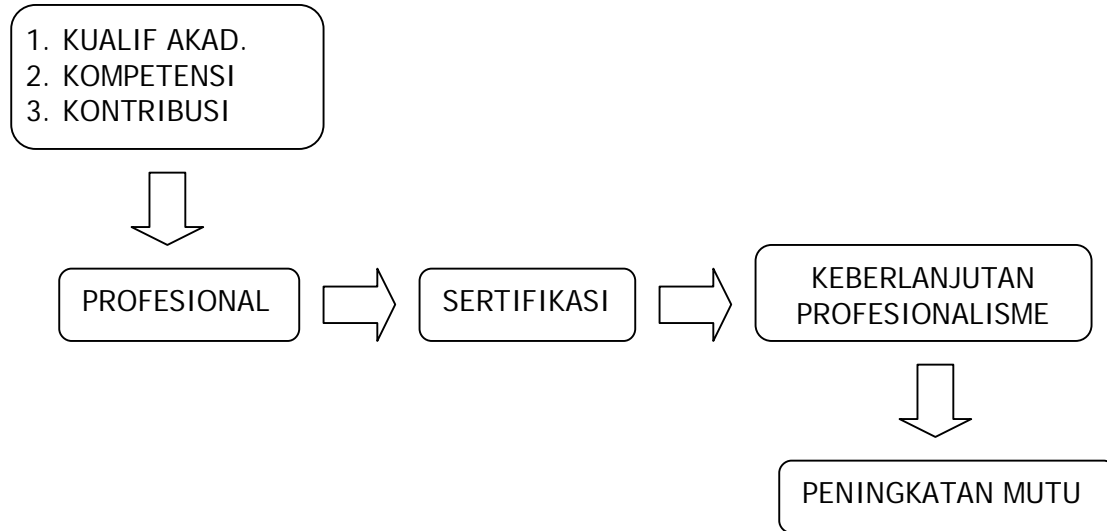 1. KUALIF AKAD.
2. KOMPETENSI
3. KONTRIBUSI
PROFESIONAL
SERTIFIKASI
KEBERLANJUTAN
PROFESIONALISME
PENINGKATAN MUTU